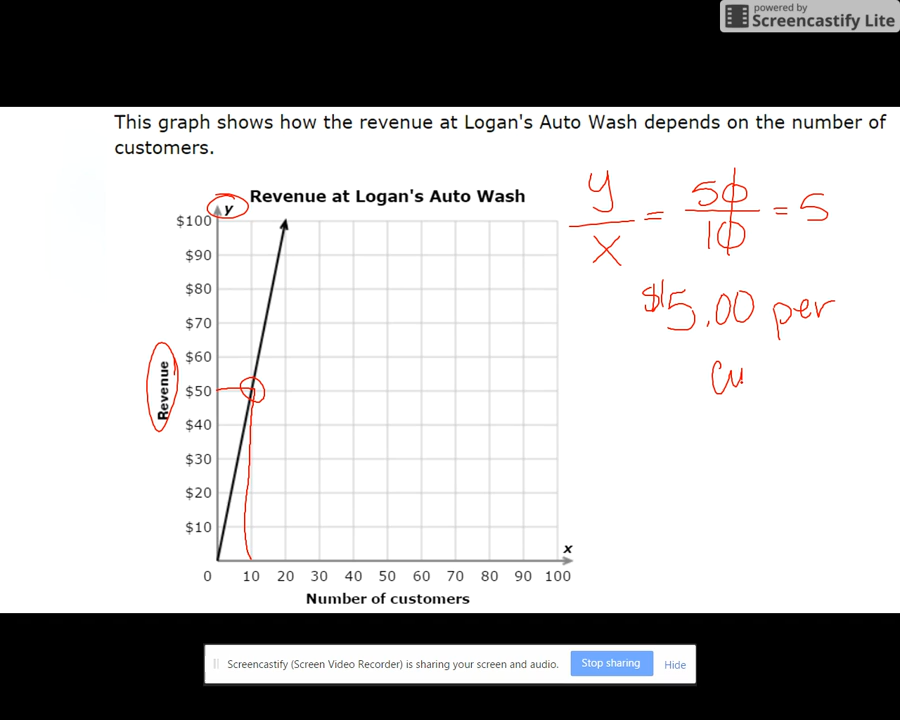 powered by
Screencastify Lite
This graph shows how the revenue at Logan's Auto Wash depends on the number of
customers.
Revenue at Logan's Auto Wash
y
$100
$90
$80
$70
$60
$50
$40
$30
$20
$10
Revenue
0 10 20 30 40 50 60 70 80 90 100
x
Number of customers
y/x = 50/10 = 5
$5.00 per
cu
Screencastify (Screen Video Recorder) is sharing your screen and audio. Stop sharing Hide